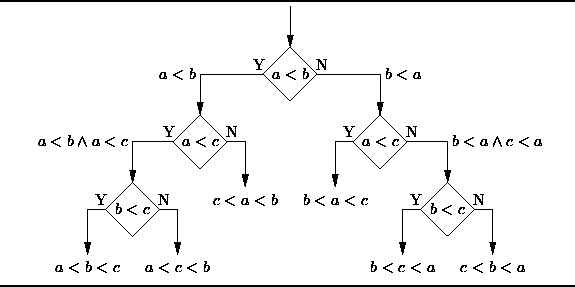 Y a < b N
a < b b < a
Y a < c N Y a < c N
a < b ∧ a < c b < a ∧ c < a
c < a < b b < a < c
Y b < c N Y b < c N
a < b < c a < c < b b < c < a c < b < a